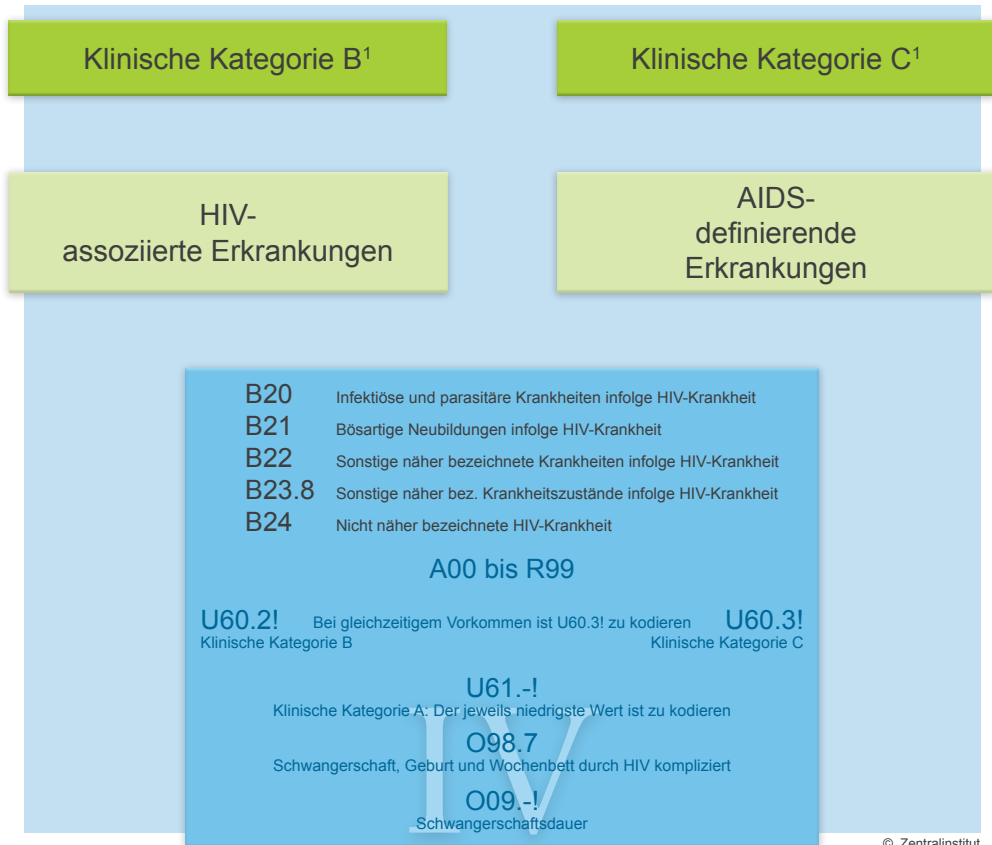 Klinische Kategorie B¹
Klinische Kategorie C¹
HIV-
assoziierte Erkrankungen
AIDS-
definierende
Erkrankungen
B20 Infektiöse und parasitäre Krankheiten infolge HIV-Krankheit
B21 Bösartige Neubildungen infolge HIV-Krankheit
B22 Sonstige näher bezeichnete Krankheiten infolge HIV-Krankheit
B23.8 Sonstige näher bez. Krankheitszustände infolge HIV-Krankheit
B24 Nicht näher bezeichnete HIV-Krankheit
A00 bis R99
U60.2! Bei gleichzeitigem Vorkommen ist U60.3! zu kodieren U60.3!
Klinische Kategorie B Klinische Kategorie C
U61.-!
Klinische Kategorie A: Der jeweils niedrigste Wert ist zu kodieren
O98.7
Schwangerschaft, Geburt und Wochenbett durch HIV kompliziert
O09.-!
Schwangerschaftsdauer
IV
© Zentralinstitut